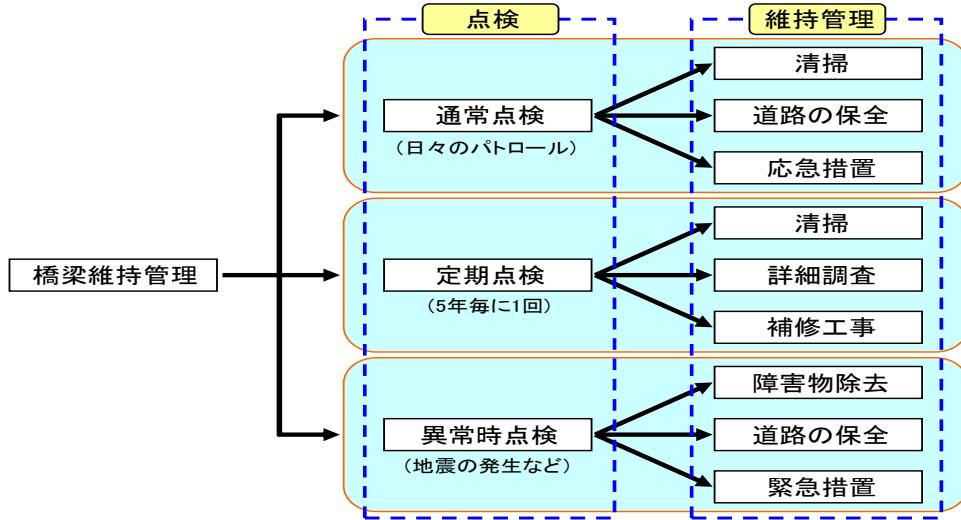 点検
維持管理
清掃
通常点検
道路の保全
（日々のパトロール）
応急措置
清掃
橋梁維持管理
定期点検
詳細調査
（5年毎に1回）
補修工事
障害物除去
異常時点検
道路の保全
（地震の発生など）
緊急措置